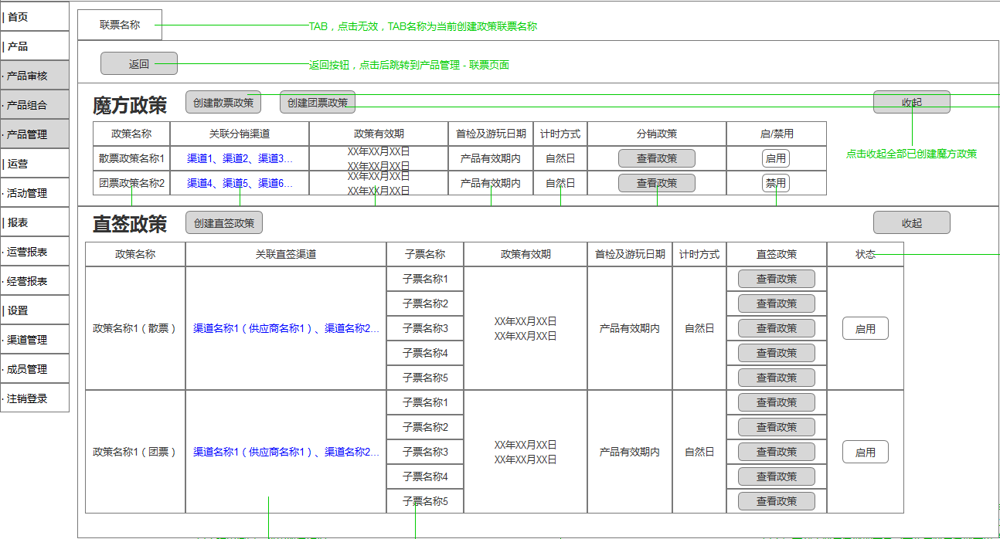 | 首页
| 产品
· 产品审核
· 产品组合
· 产品管理
| 运营
· 活动管理
| 报表
· 运营报表
· 经营报表
| 设置
· 渠道管理
· 成员管理
· 注销登录
联票名称
TAB，点击无效，TAB名称为当前创建政策联票名称
返回
返回按钮，点击后跳转到产品管理 - 联票页面
魔方政策 创建散票政策 创建团票政策 收起
点击收起全部已创建魔方政策
政策名称 关联分销渠道 政策有效期 首检及游玩日期 计时方式 分销政策 启/禁用
散票政策名称1 渠道1、渠道2、渠道3... XX年XX月XX日 产品有效期内 自然日 查看政策 启用
XX年XX月XX日
团票政策名称2 渠道4、渠道5、渠道6... XX年XX月XX日 产品有效期内 自然日 查看政策 禁用
XX年XX月XX日
直签政策 创建直签政策 收起
政策名称 关联直签渠道 子票名称 政策有效期 首检及游玩日期 计时方式 直签政策 状态
子票名称1 查看政策
子票名称2 查看政策
政策名称1（散票） 渠道名称1（供应商名称1）、渠道名称2... 子票名称3 XX年XX月XX日 产品有效期内 自然日 查看政策 启用
XX年XX月XX日
子票名称4 查看政策
子票名称5 查看政策
子票名称1 查看政策
子票名称2 查看政策
政策名称1（团票） 渠道名称1（供应商名称1）、渠道名称2... 子票名称3 XX年XX月XX日 产品有效期内 自然日 查看政策 启用
XX年XX月XX日
子票名称4 查看政策
子票名称5 查看政策